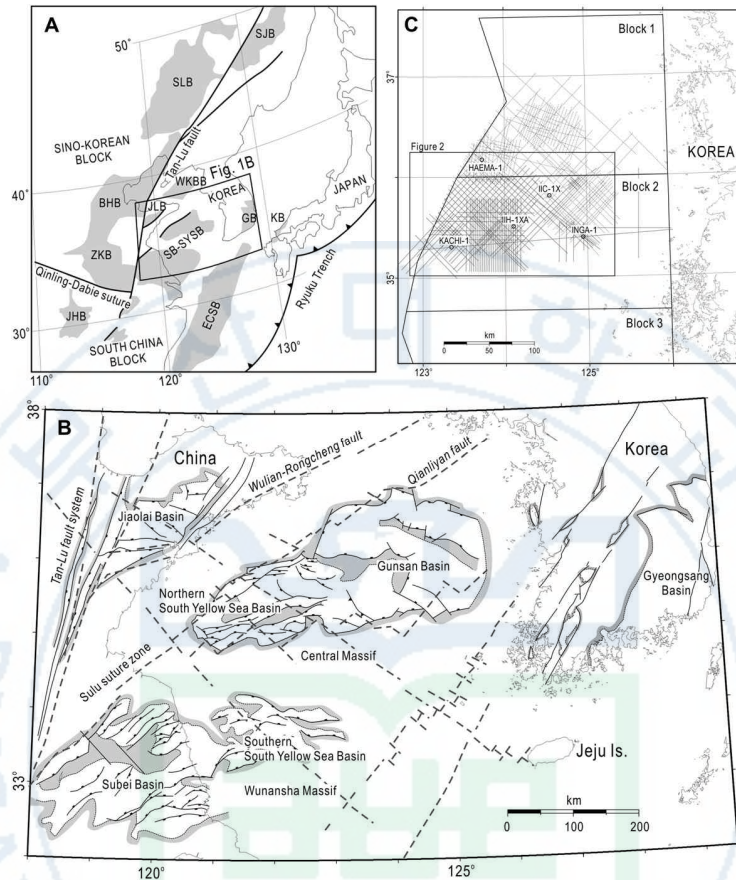 A
50°
SJB
SLB
Tan-Lu fault
SINO-KOREAN
BLOCK
Fig. 1B
WKBB
KOREA
JAPAN
40°
BHB
JLB
GB
KB
SB-SYSB
ZKB
Qinling-Dabie suture
Ryuku Trench
JHB
ECSB
30°
SOUTH CHINA
BLOCK
130°
110°
120°
C
Block 1
37°
KOREA
Figure 2
HAEMA-1
Block 2
IIC-1X
IIH-1XA
INGA-1
KACHI-1
35°
Block 3
km
0 50 100
123
125
B
38°
China
Wulian-Rongcheng fault
Qianliyan fault
Korea
Tan-Lu fault system
Jiaolai Basin
Gunsan Basin
Gyeongsang
Basin
Northern
South Yellow Sea Basin
Central Massif
Sulu suture zone
Southern
South Yellow Sea Basin
Jeju Is.
33°
Subei Basin
Wunansha Massif
km
0 50 100 200
120°
125°